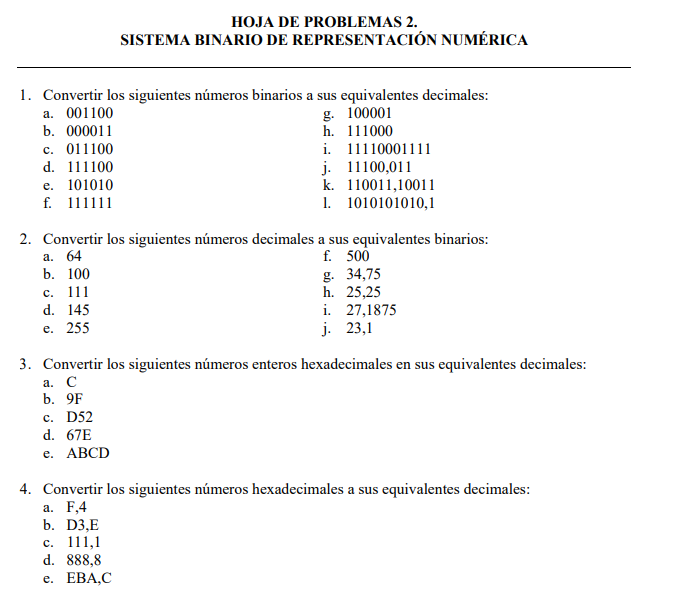 HOJA DE PROBLEMAS 2.
SISTEMA BINARIO DE REPRESENTACIÓN NUMÉRICA
1. Convertir los siguientes números binarios a sus equivalentes decimales:
a. 001100
b. 000011
c. 011100
d. 111100
e. 101010
f. 111111
g. 100001
h. 111000
i. 11110001111
j. 11100,011
k. 110011,10011
l. 1010101010,1
2. Convertir los siguientes números decimales a sus equivalentes binarios:
a. 64
b. 100
c. 111
d. 145
e. 255
f. 500
g. 34,75
h. 25,25
i. 27,1875
j. 23,1
3. Convertir los siguientes números enteros hexadecimales en sus equivalentes decimales:
a. C
b. 9F
c. D52
d. 67E
e. ABCD
4. Convertir los siguientes números hexadecimales a sus equivalentes decimales:
a. F,4
b. D3,E
c. 111,1
d. 888,8
e. EBA,C